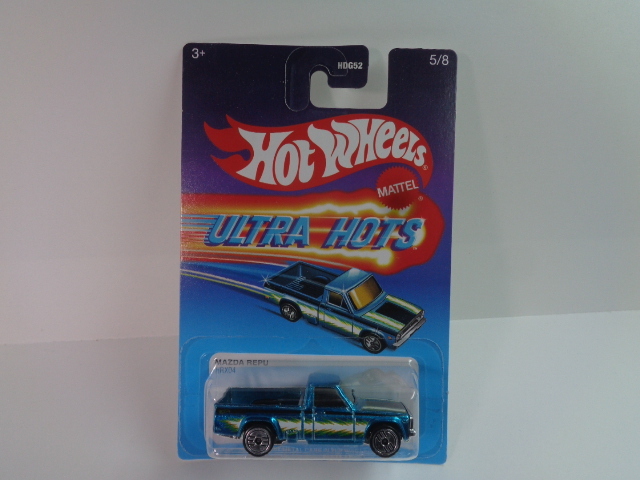 3+
HDG52
5/8
Hot Wheels
MATTEL
ULTRA HOTS
MAZDA REPU